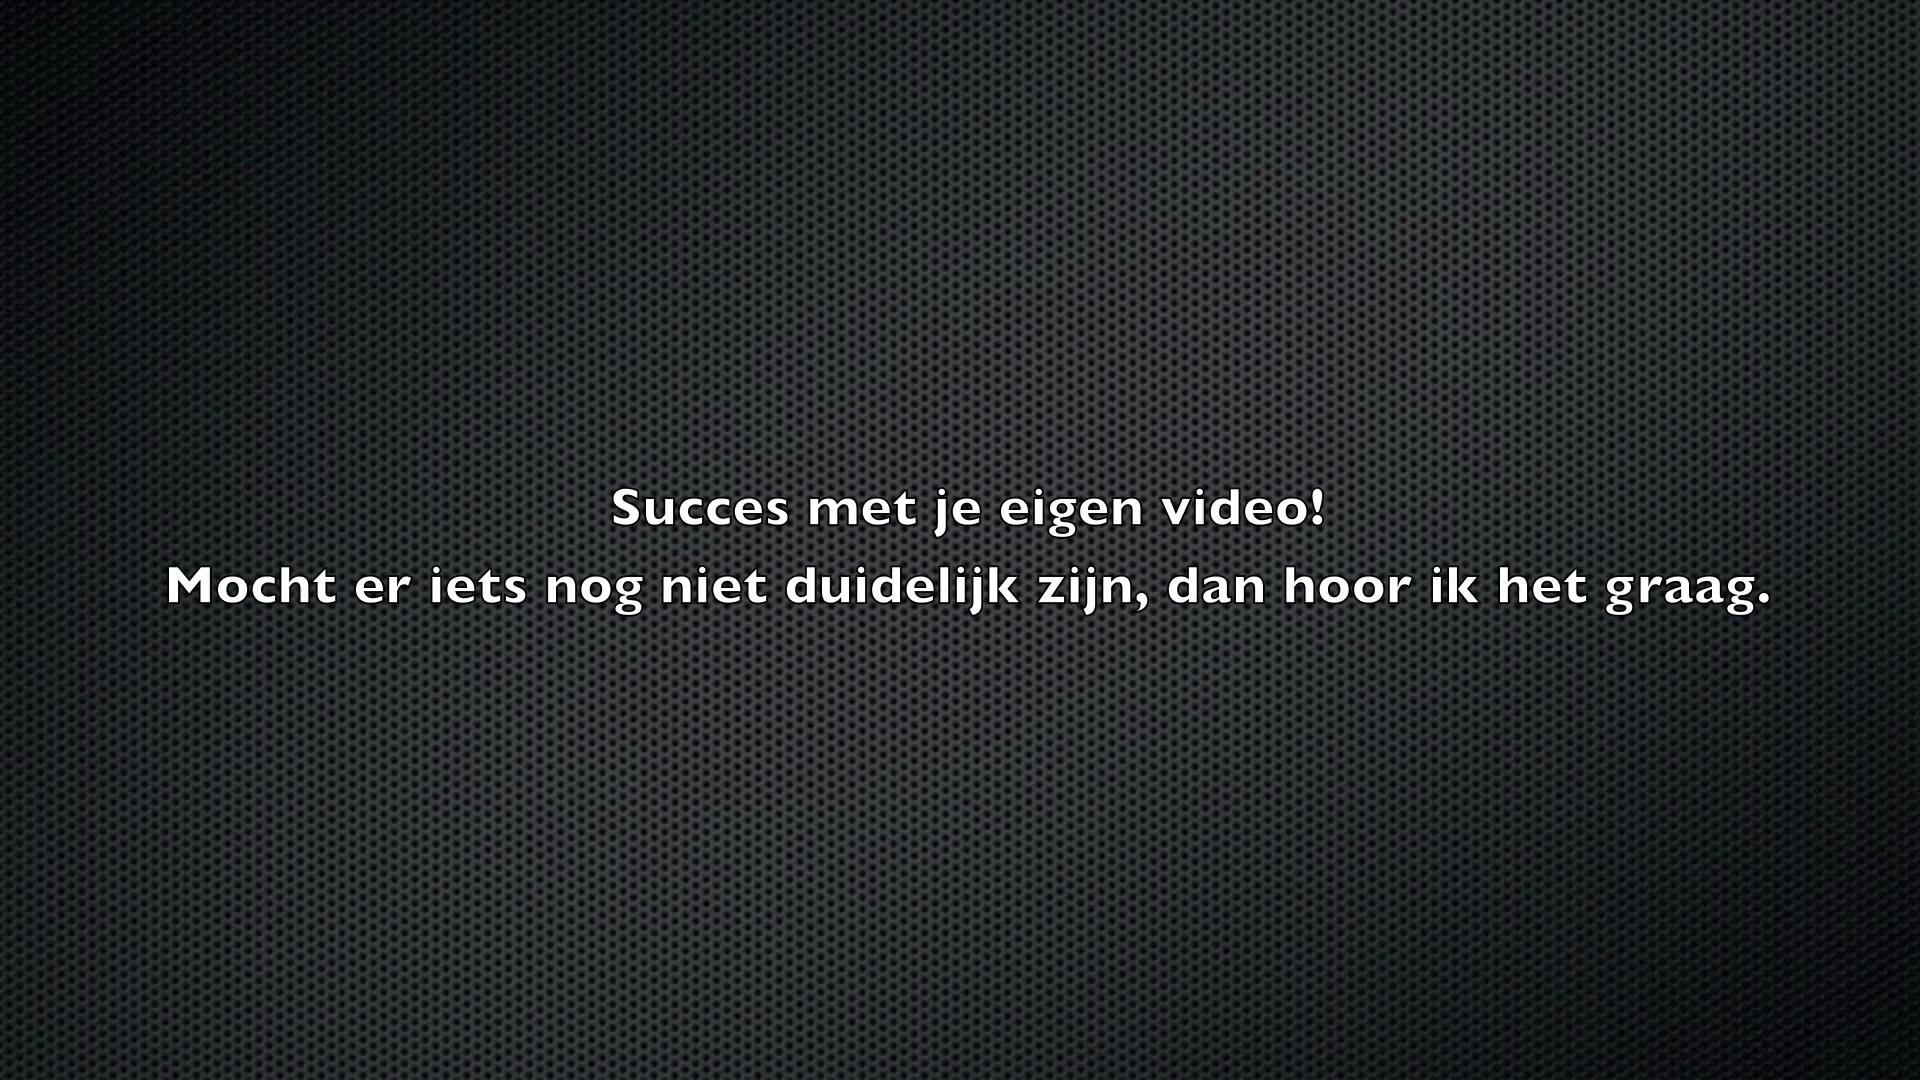 Succes met je eigen video!
Mocht er iets nog niet duidelijk zijn, dan hoor ik het graag.